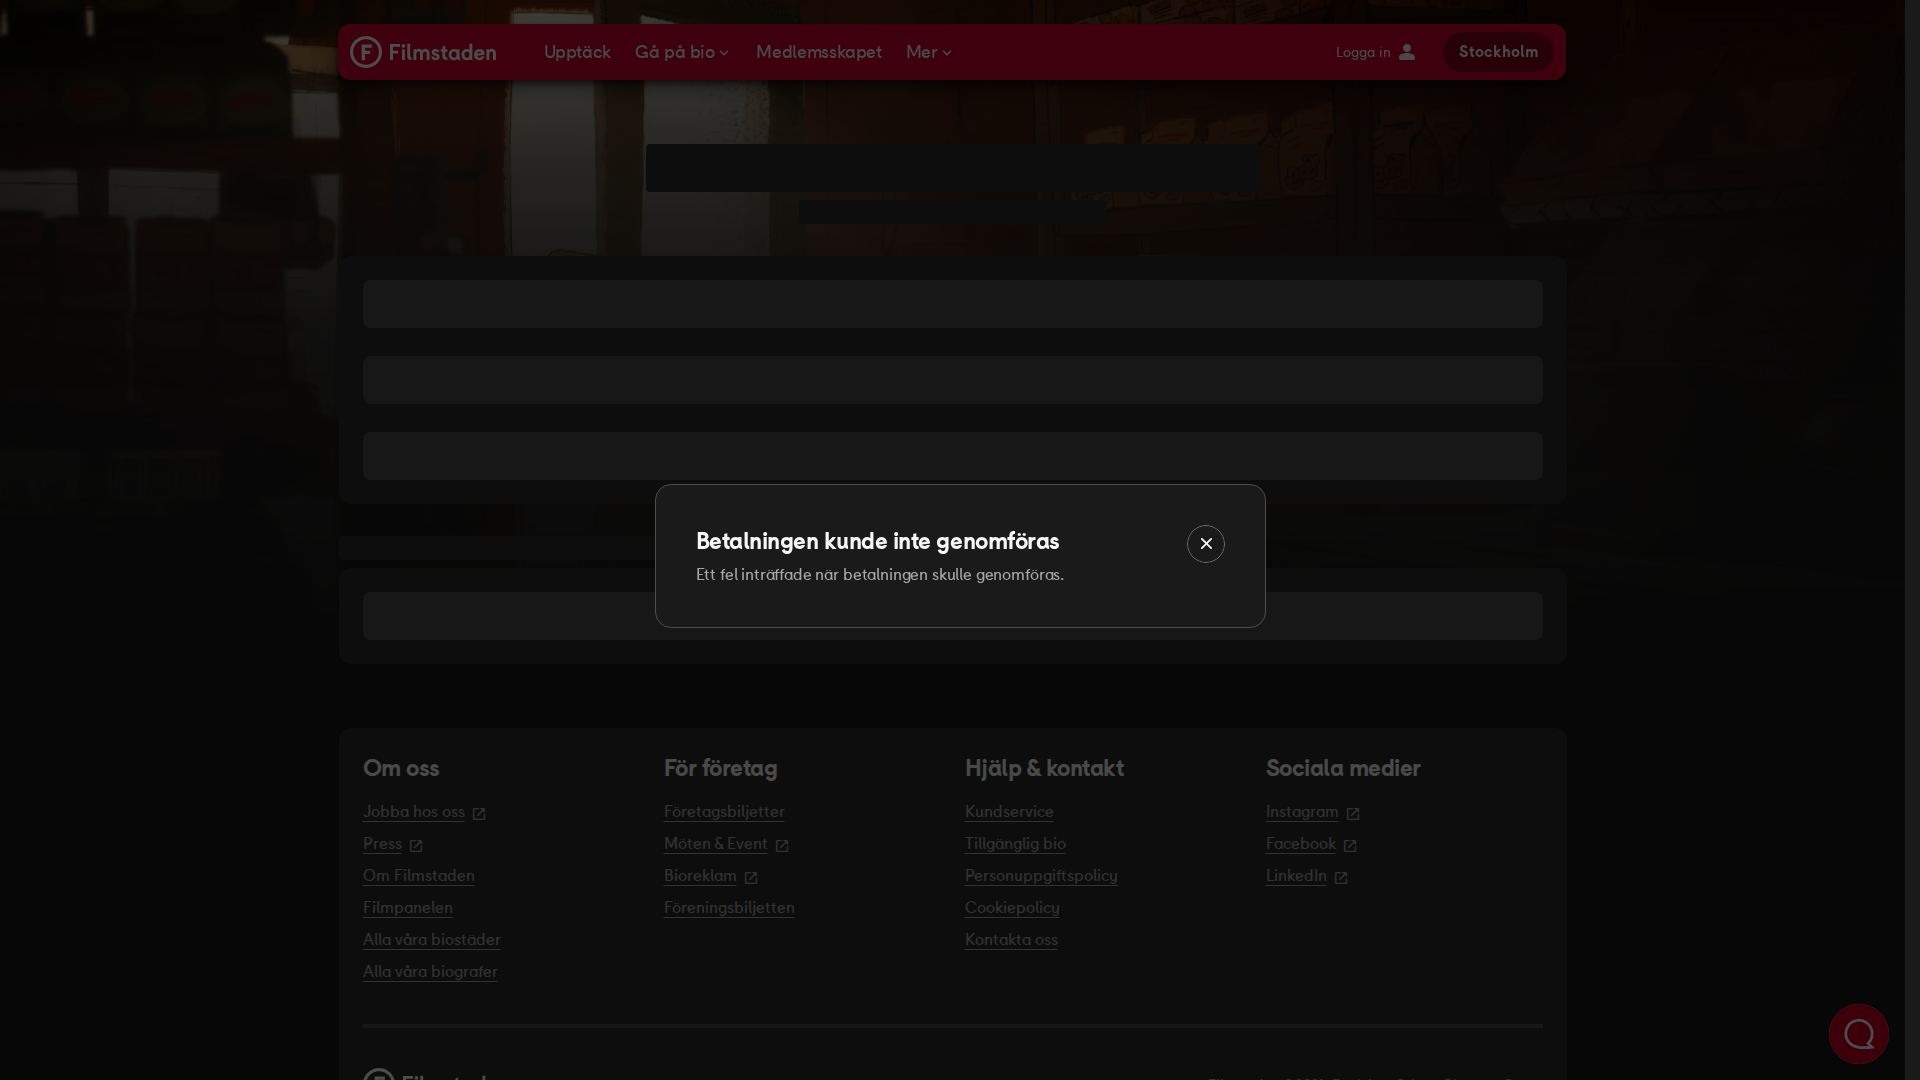 Filmstaden
Upptäck
Gå på bio
Medlemsskapet
Mer
Logga in
Stockholm
Betalningen kunde inte genomföras
Ett fel inträffade när betalningen skulle genomföras.
Om oss
Jobba hos oss
Press
Om Filmstaden
Filmpanelen
Alla våra biostäder
Alla våra biografer
För företag
Företagsbiljetter
Möten & Event
Bioreklam
Föreningsbiljetten
Hjälp & kontakt
Kundservice
Tillgänglig bio
Personuppgiftspolicy
Cookiepolicy
Kontakta oss
Sociala medier
Instagram
Facebook
LinkedIn